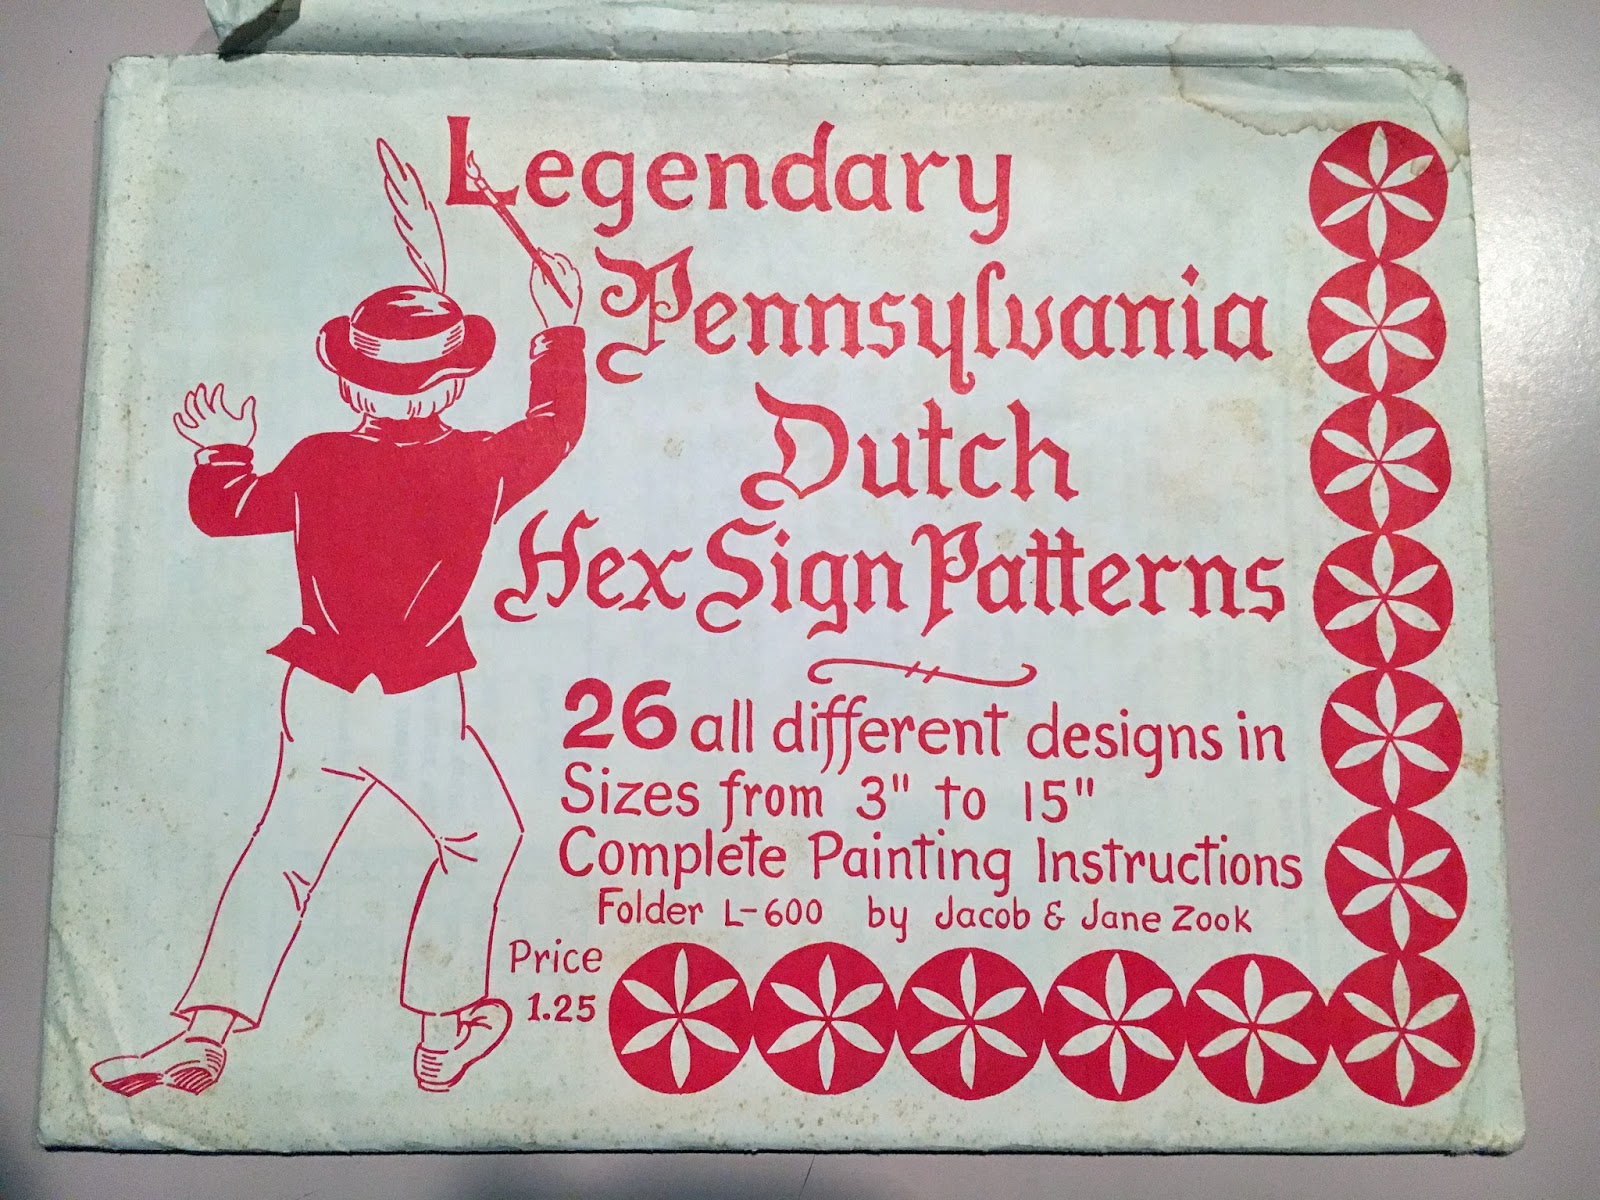 Legendary
Pennsylvania
Dutch
Hex Sign Patterns
26 all different designs in
Sizes from 3" to 15"
Complete Painting Instructions
Folder L-600 by Jacob & Jane Zook
Price
1.25